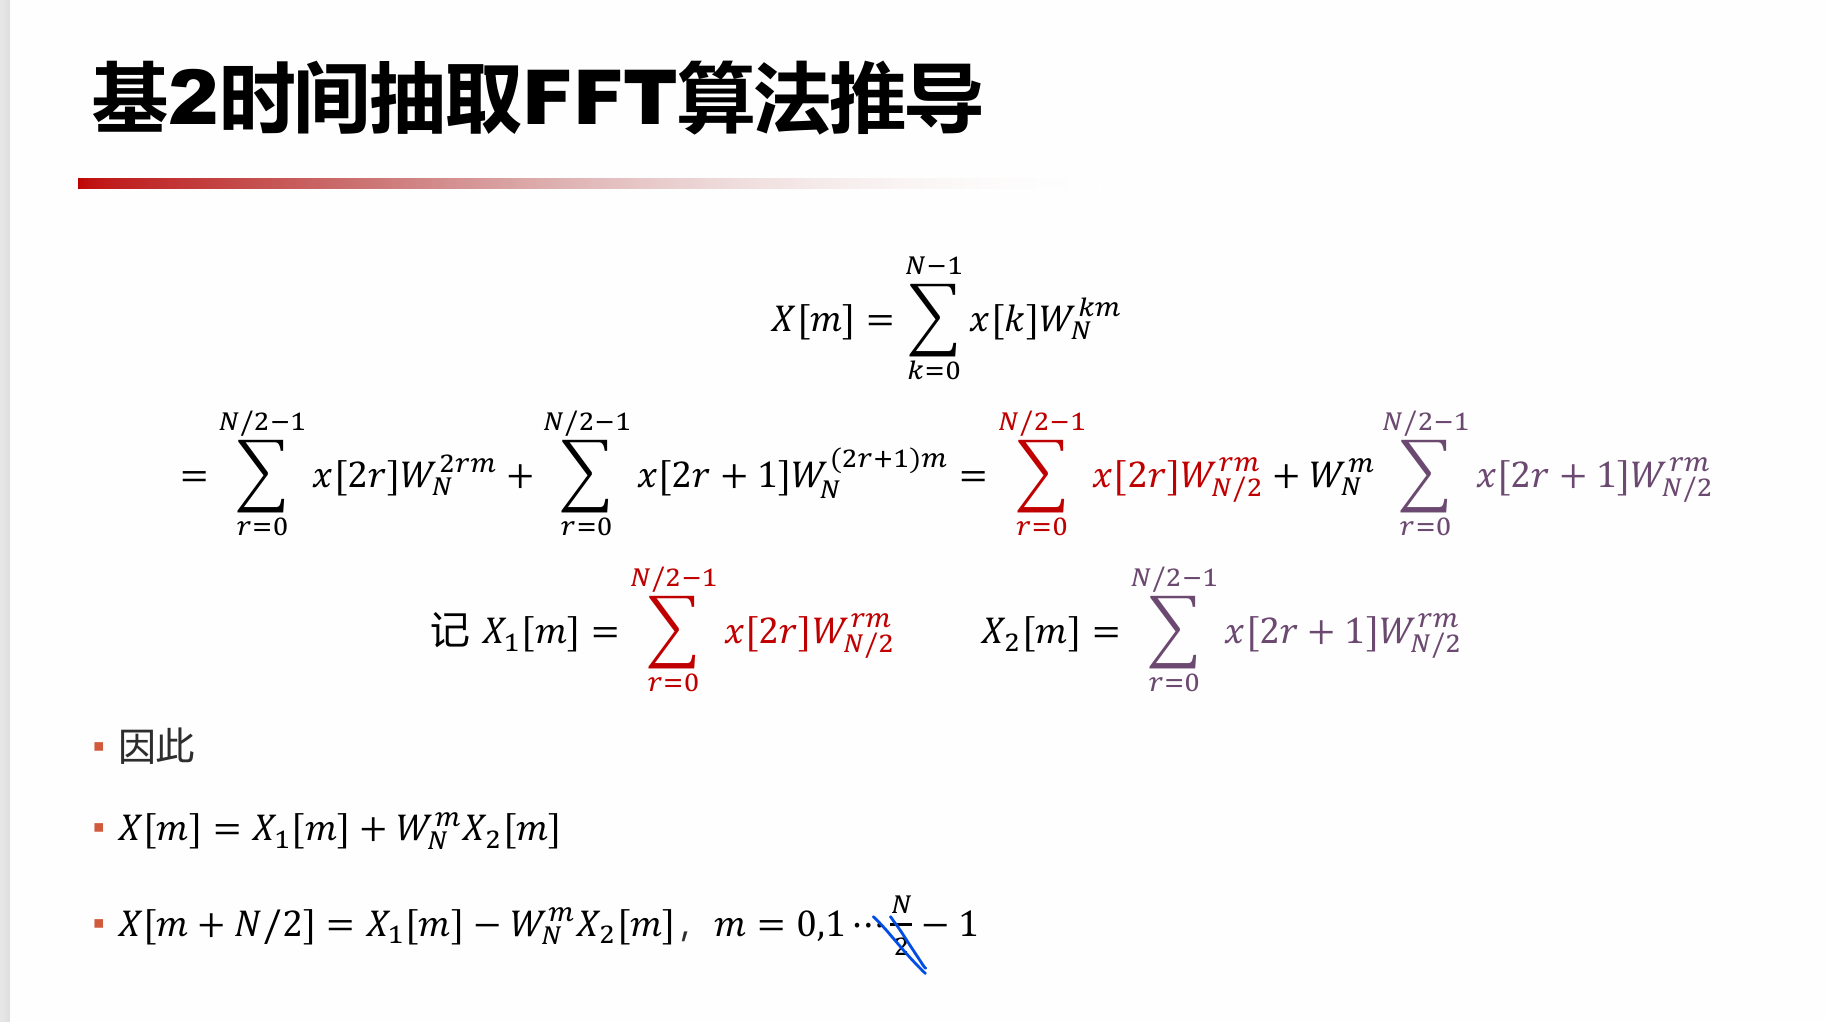 基2时间抽取FFT算法推导
X[m] = ∑_{k=0}^{N−1} x[k]W_N^{km}
= ∑_{r=0}^{N/2−1} x[2r]W_N^{2rm} + ∑_{r=0}^{N/2−1} x[2r + 1]W_N^{(2r+1)m} = ∑_{r=0}^{N/2−1} x[2r]W_{N/2}^{rm} + W_N^m ∑_{r=0}^{N/2−1} x[2r + 1]W_{N/2}^{rm}
记 X_1[m] = ∑_{r=0}^{N/2−1} x[2r]W_{N/2}^{rm} X_2[m] = ∑_{r=0}^{N/2−1} x[2r + 1]W_{N/2}^{rm}
▪ 因此
▪ X[m] = X_1[m] + W_N^m X_2[m]
▪ X[m + N/2] = X_1[m] − W_N^m X_2[m]，m = 0,1 ⋯ \frac{N}{2} − 1